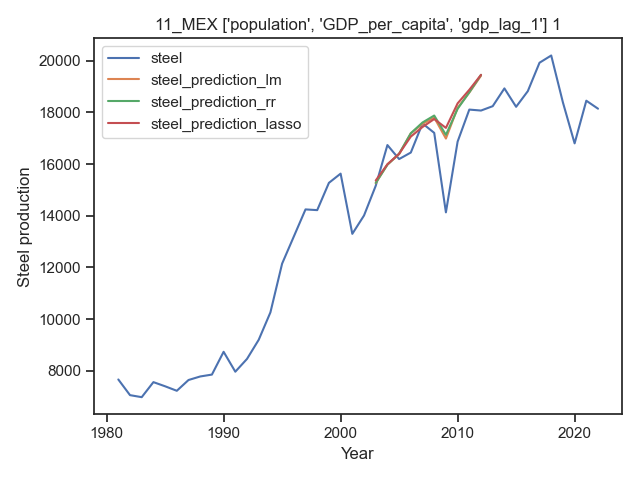 11_MEX ['population', 'GDP_per_capita', 'gdp_lag_1'] 1
steel
steel_prediction_lm
steel_prediction_rr
steel_prediction_lasso
Steel production
20000
18000
16000
14000
12000
10000
8000
1980
1990
2000
2010
2020
Year